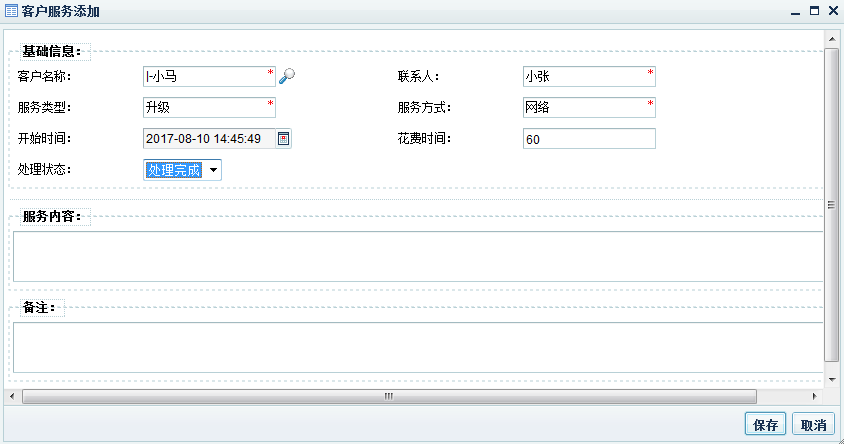 客户服务添加
基础信息：
客户名称： |-小马 * 联系人： 小张 *
服务类型： 升级 * 服务方式： 网络 *
开始时间： 2017-08-10 14:45:49 花费时间： 60
处理状态： 处理完成
服务内容：
备注：
保存 取消